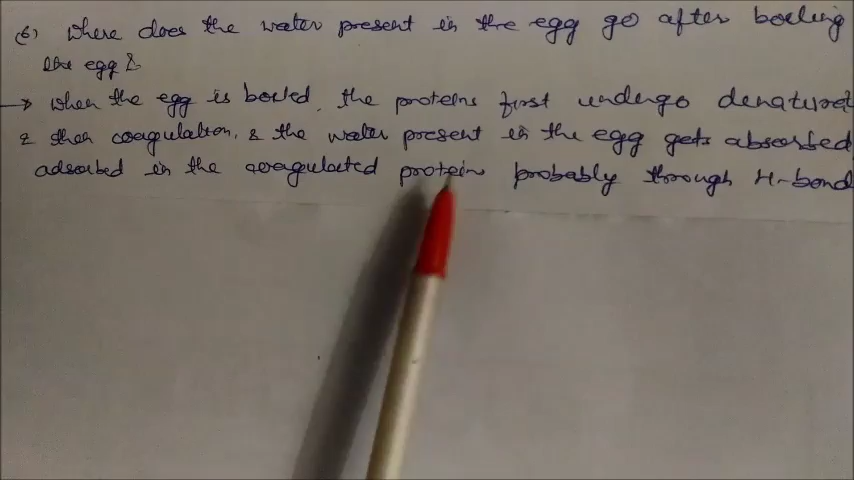 (6) Where does the water present in the egg go after boiling
the egg?
→ When the egg is boiled, the proteins first undergo denaturat
& then coagulation, & the water present in the egg gets absorbed
adsorbed in the coagulated protein probably through H-bond